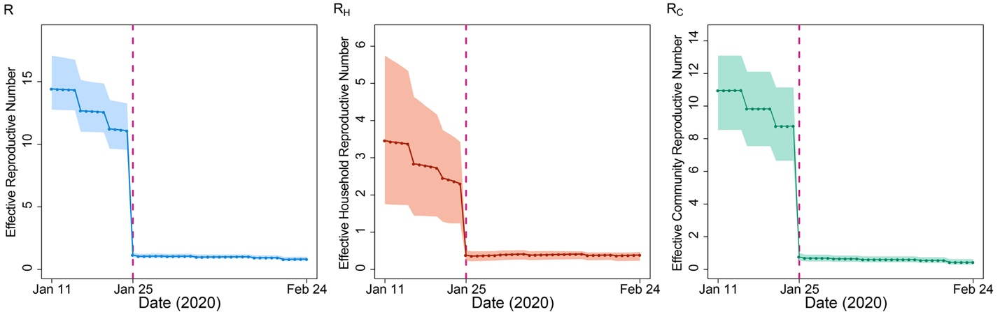 R
Effective Reproductive Number
15
10
5
0
Jan 11
Jan 25
Feb 24
Date (2020)
RH
Effective Household Reproductive Number
6
5
4
3
2
1
0
Jan 11
Jan 25
Feb 24
Date (2020)
RC
Effective Community Reproductive Number
14
12
10
8
6
4
2
0
Jan 11
Jan 25
Feb 24
Date (2020)